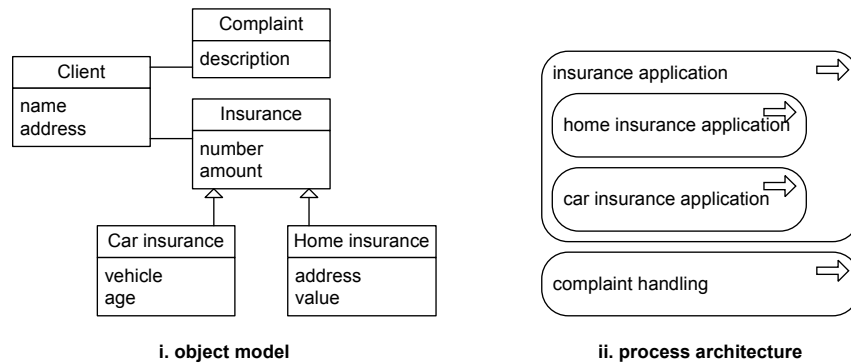 Complaint
description
Client
name
address
Insurance
number
amount
Car insurance
vehicle
age
Home insurance
address
value
i. object model
insurance application
home insurance application
car insurance application
complaint handling
ii. process architecture